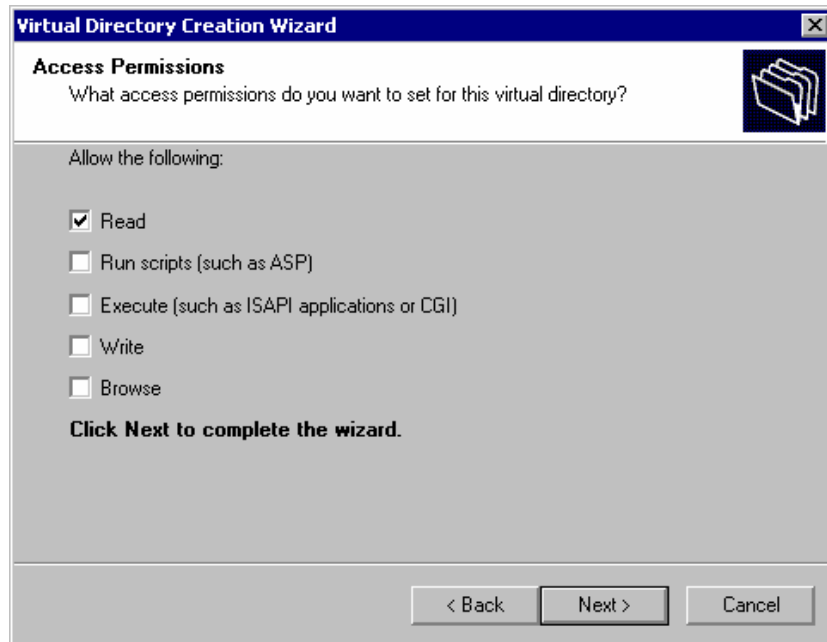 Virtual Directory Creation Wizard
Access Permissions
What access permissions do you want to set for this virtual directory?
Allow the following:
Read
Run scripts (such as ASP)
Execute (such as ISAPI applications or CGI)
Write
Browse
Click Next to complete the wizard.
< Back Next > Cancel